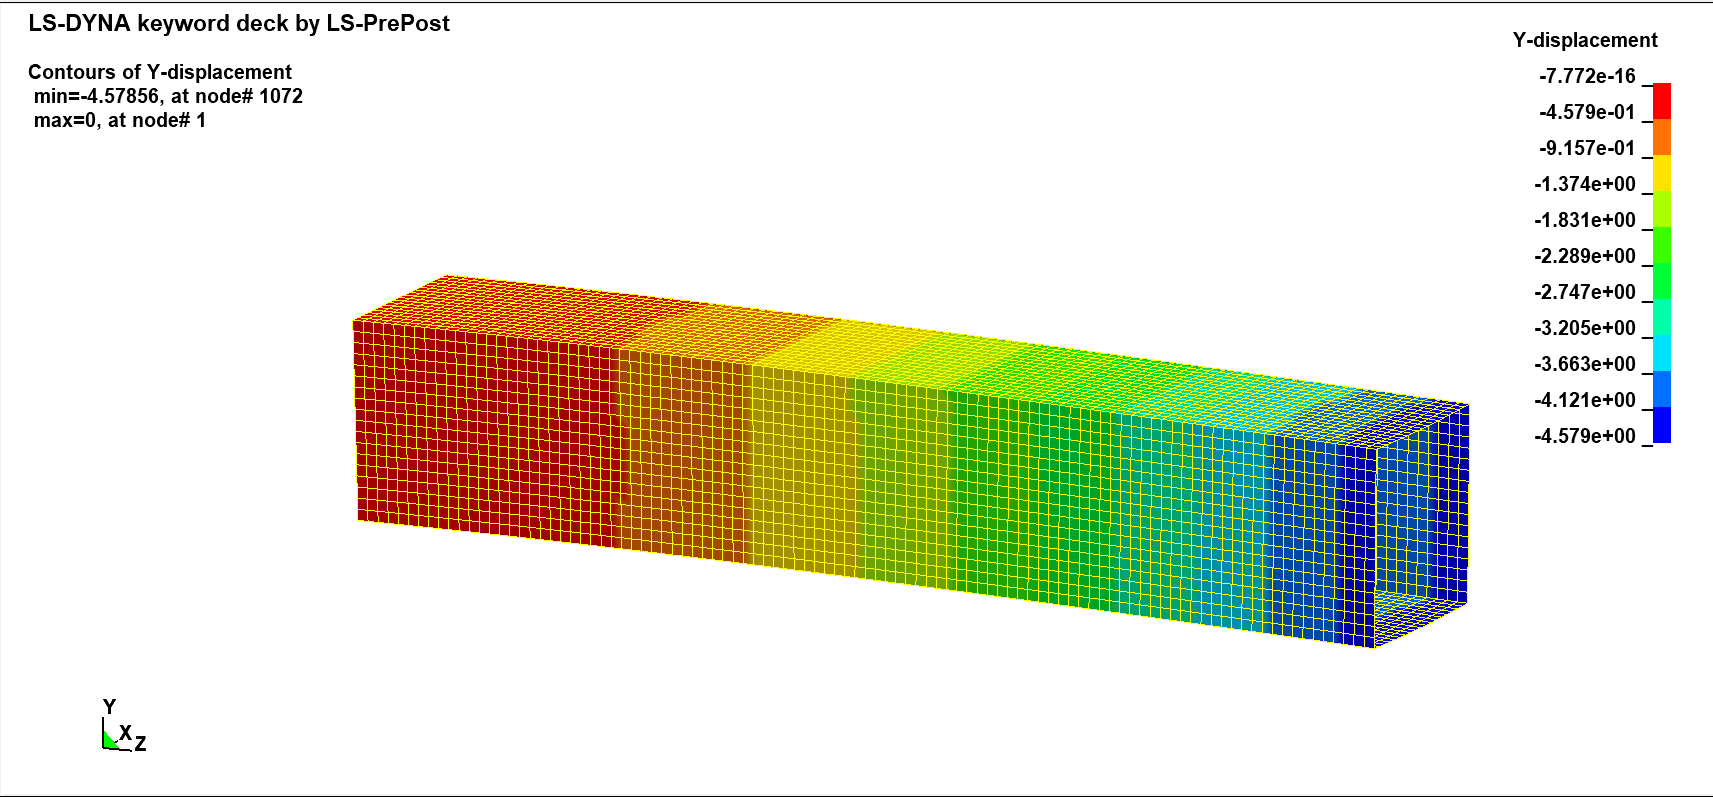 LS-DYNA keyword deck by LS-PrePost
Contours of Y-displacement
min=-4.57856, at node# 1072
max=0, at node# 1
Y-displacement
-7.772e-16
-4.579e-01
-9.157e-01
-1.374e+00
-1.831e+00
-2.289e+00
-2.747e+00
-3.205e+00
-3.663e+00
-4.121e+00
-4.579e+00
Y
X
Z